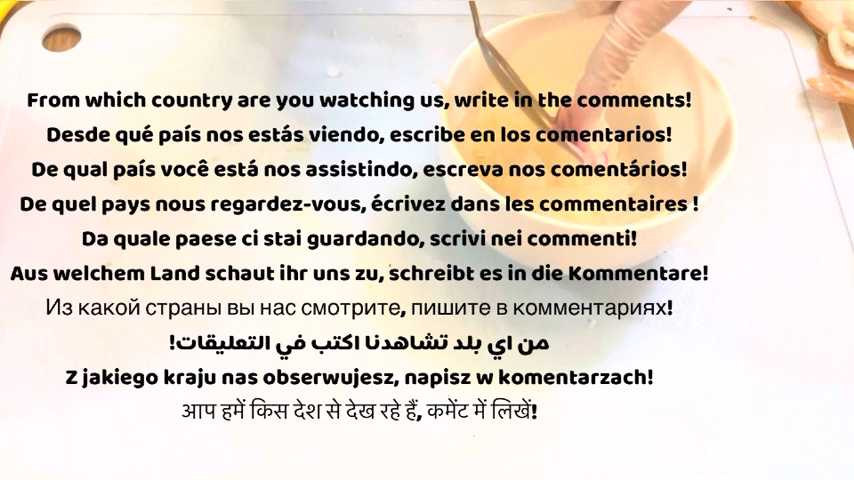 From which country are you watching us, write in the comments!
Desde qué país nos estás viendo, escribe en los comentarios!
De qual país você está nos assistindo, escreva nos comentários!
De quel pays nous regardez-vous, écrivez dans les commentaires !
Da quale paese ci stai guardando, scrivi nei commenti!
Aus welchem Land schaut ihr uns zu, schreibt es in die Kommentare!
Из какой страны вы нас смотрите, пишите в комментариях!
من اي بلد تشاهدنا اكتب في التعليقات!
Z jakiego kraju nas obserwujesz, napisz w komentarzach!
आप हमें किस देश से देख रहे हैं, कमेंट में लिखें!